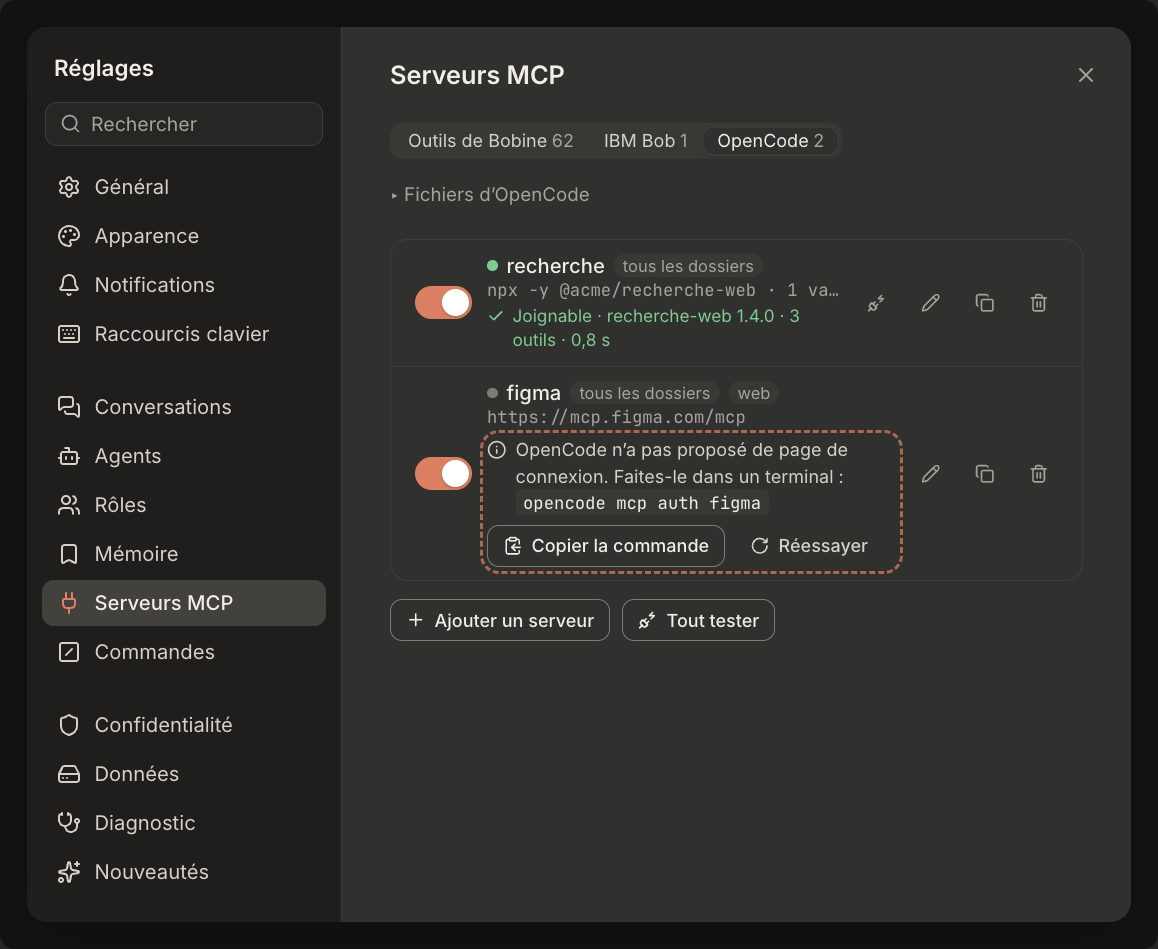 Réglages
Rechercher
Général
Apparence
Notifications
Raccourcis clavier
Conversations
Agents
Rôles
Mémoire
Serveurs MCP
Commandes
Confidentialité
Données
Diagnostic
Nouveautés
Serveurs MCP
Outils de Bobine 62 IBM Bob 1 OpenCode 2
Fichiers d’OpenCode
recherche tous les dossiers
npx -y @acme/recherche-web · 1 va…
Joignable · recherche-web 1.4.0 · 3
outils · 0,8 s
figma tous les dossiers web
https://mcp.figma.com/mcp
OpenCode n’a pas proposé de page de
connexion. Faites-le dans un terminal :
opencode mcp auth figma
Copier la commande Réessayer
Ajouter un serveur Tout tester